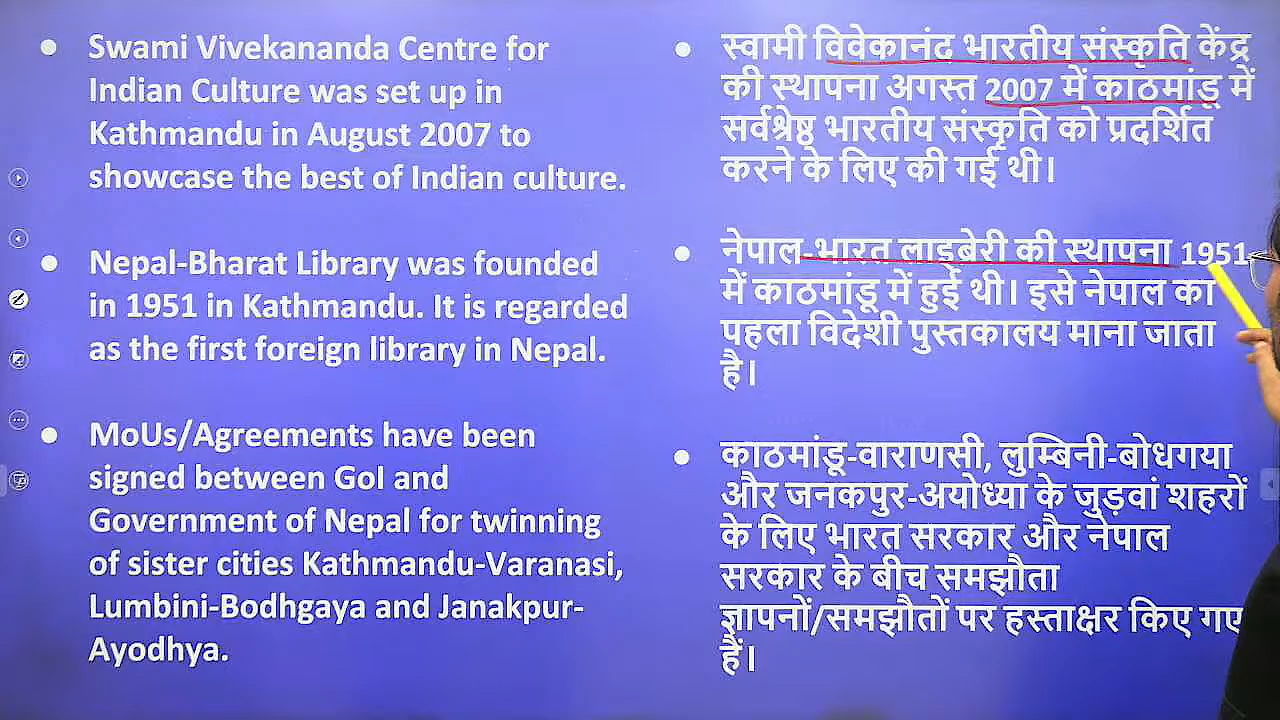 Swami Vivekananda Centre for
Indian Culture was set up in
Kathmandu in August 2007 to
showcase the best of Indian culture.
Nepal-Bharat Library was founded
in 1951 in Kathmandu. It is regarded
as the first foreign library in Nepal.
MoUs/Agreements have been
signed between GoI and
Government of Nepal for twinning
of sister cities Kathmandu-Varanasi,
Lumbini-Bodhgaya and Janakpur-
Ayodhya.
स्वामी विवेकानंद भारतीय संस्कृति केंद्र
की स्थापना अगस्त 2007 में काठमांडू में
सर्वश्रेष्ठ भारतीय संस्कृति को प्रदर्शित
करने के लिए की गई थी।
नेपाल-भारत लाइब्रेरी की स्थापना 1951
में काठमांडू में हुई थी। इसे नेपाल का
पहला विदेशी पुस्तकालय माना जाता
है।
काठमांडू-वाराणसी, लुम्बिनी-बोधगया
और जनकपुर-अयोध्या के जुड़वां शहरों
के लिए भारत सरकार और नेपाल
सरकार के बीच समझौता
ज्ञापनों/समझौतों पर हस्ताक्षर किए गए
हैं।